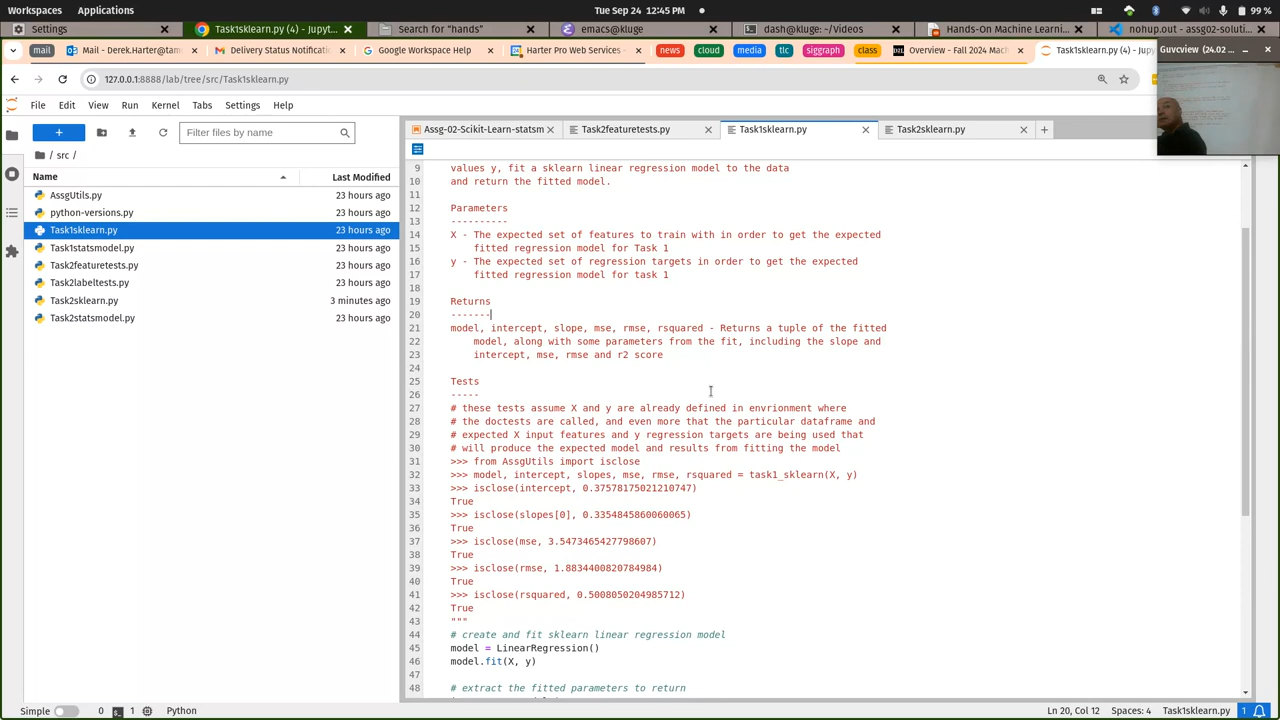 Workspaces Applications Tue Sep 24 12:45 PM 99 %
Settings Task1sklearn.py (4) - Jupyt... Search for "hands" emacs@kluge dash@kluge: ~/Videos Hands-On Machine Learning nohup.out - assg02-soluti...
mail Mail - Derek.Harter@tam Delivery Status Notificati Google Workspace Help Harter Pro Web Services - news cloud media tlc siggraph class Overview - Fall 2024 Mac Task1sklearn.py (4) - Jup Guvcview (24.02
127.0.0.1:8888/lab/tree/src/Task1sklearn.py
File Edit View Run Kernel Tabs Settings Help
+ Filter files by name
Assg-02-Scikit-Learn-statsm Task2featuretests.py Task1sklearn.py Task2sklearn.py
/ src /
Name Last Modified
AssgUtils.py 23 hours ago
python-versions.py 23 hours ago
Task1sklearn.py 23 hours ago
Task1statsmodel.py 23 hours ago
Task2featuretests.py 23 hours ago
Task2labeltests.py 23 hours ago
Task2sklearn.py 3 minutes ago
Task2statsmodel.py 23 hours ago
9 values y, fit a sklearn linear regression model to the data
10 and return the fitted model.
11
12 Parameters
13 ----------
14 X - The expected set of features to train with in order to get the expected
15 fitted regression model for Task 1
16 y - The expected set of regression targets in order to get the expected
17 fitted regression model for task 1
18
19 Returns
20 -------
21 model, intercept, slope, mse, rmse, rsquared - Returns a tuple of the fitted
22 model, along with some parameters from the fit, including the slope and
23 intercept, mse, rmse and r2 score
24
25 Tests
26 -----
27 # these tests assume X and y are already defined in envrionment where
28 # the doctests are called, and even more that the particular dataframe and
29 # expected X input features and y regression targets are being used that
30 # will produce the expected model and results from fitting the model
31 >>> from AssgUtils import isclose
32 >>> model, intercept, slopes, mse, rmse, rsquared = task1_sklearn(X, y)
33 >>> isclose(intercept, 0.37578175021210747)
34 True
35 >>> isclose(slopes[0], 0.3354845860060065)
36 True
37 >>> isclose(mse, 3.5473465427798607)
38 True
39 >>> isclose(rmse, 1.8834400820784984)
40 True
41 >>> isclose(rsquared, 0.5008050204985712)
42 True
43 """
44 # create and fit sklearn linear regression model
45 model = LinearRegression()
46 model.fit(X, y)
47
48 # extract the fitted parameters to return
Simple 0 1 Python Ln 20, Col 12 Spaces: 4 Task1sklearn.py 1